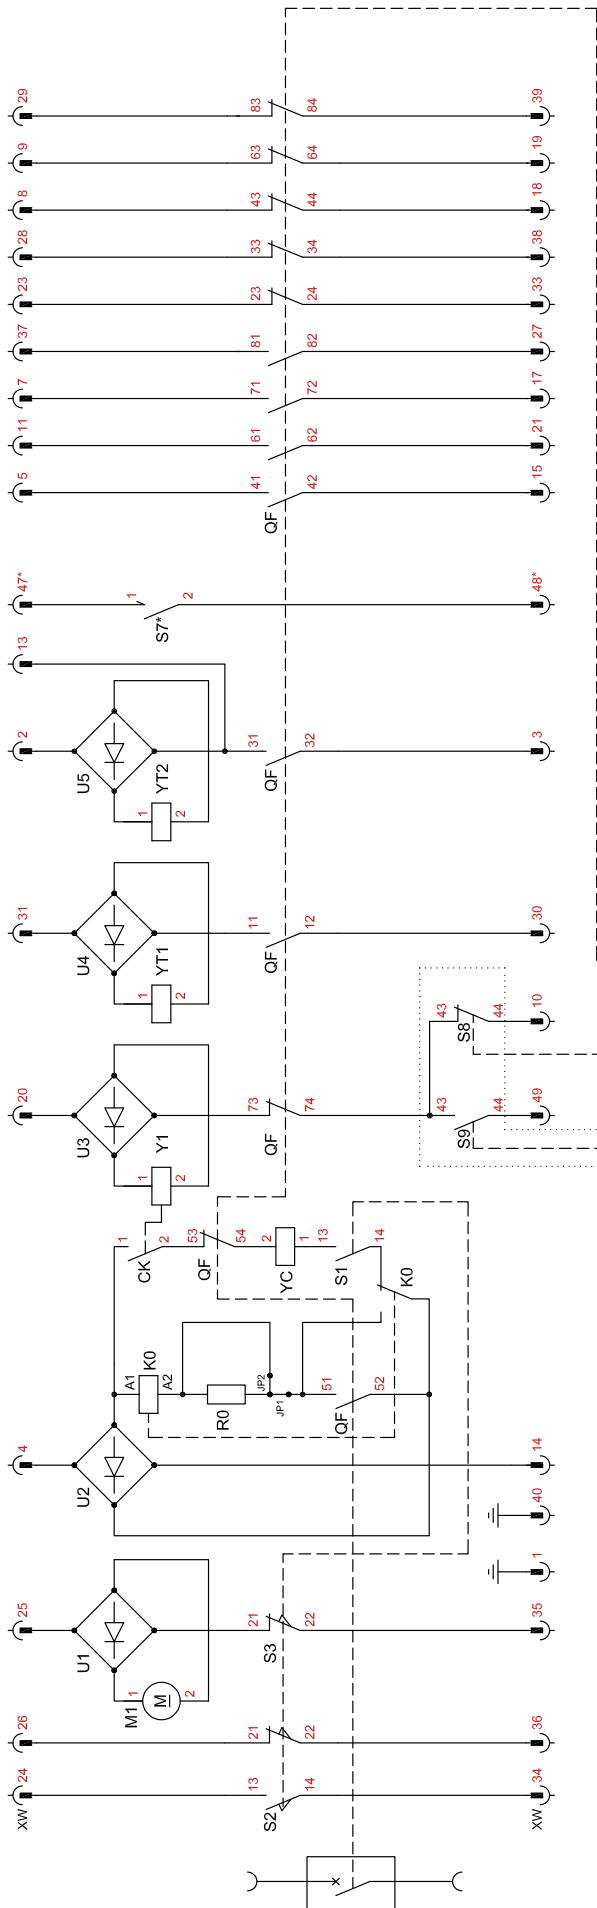 29 83 84 39
9 63 64 19
8 43 44 18
28 33 34 38
23 23 24 33
37 81 82 27
7 71 72 17
11 61 62 21
5 41 42 15
QF
47* 1 2 48*
S7*
13
2 31 32 3
U5 YT2 1 2 QF
31 11 12 30
U4 YT1 1 2 QF
43 44 10
S8
20 73 74 43 44 49
U3 Y1 1 2 QF S9
1 2 53 54 2 1 13 14
CK QF YC S1 K0
A1 A2 K0 R0 JP2 JP1 51 52 QF
4 14
U2
40
1
25 21 22 35
U1 S3
M1 1 M 2
26 21 22 36
XW 24 13 14 XW 34
S2